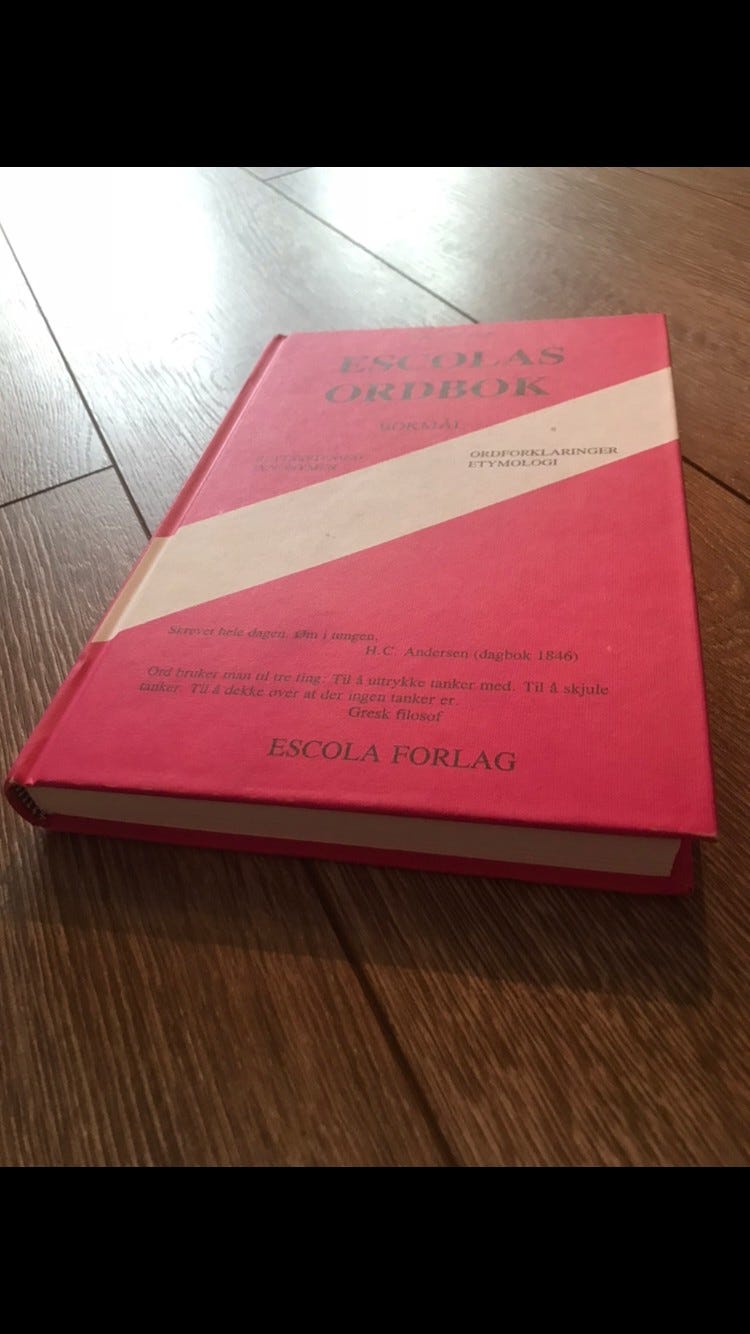 ESCOLAS
ORDBOK
BOKMÅL
ORDFORKLARINGER
ETYMOLOGI
Skrevet hele dagen, øm i tungen,
H.C. Andersen (dagbok 1846)
Ord bruker man til tre ting: Til å uttrykke tanker med. Til å skjule
tanker. Til å dekke over at der ingen tanker er.
Gresk filosof
ESCOLA FORLAG